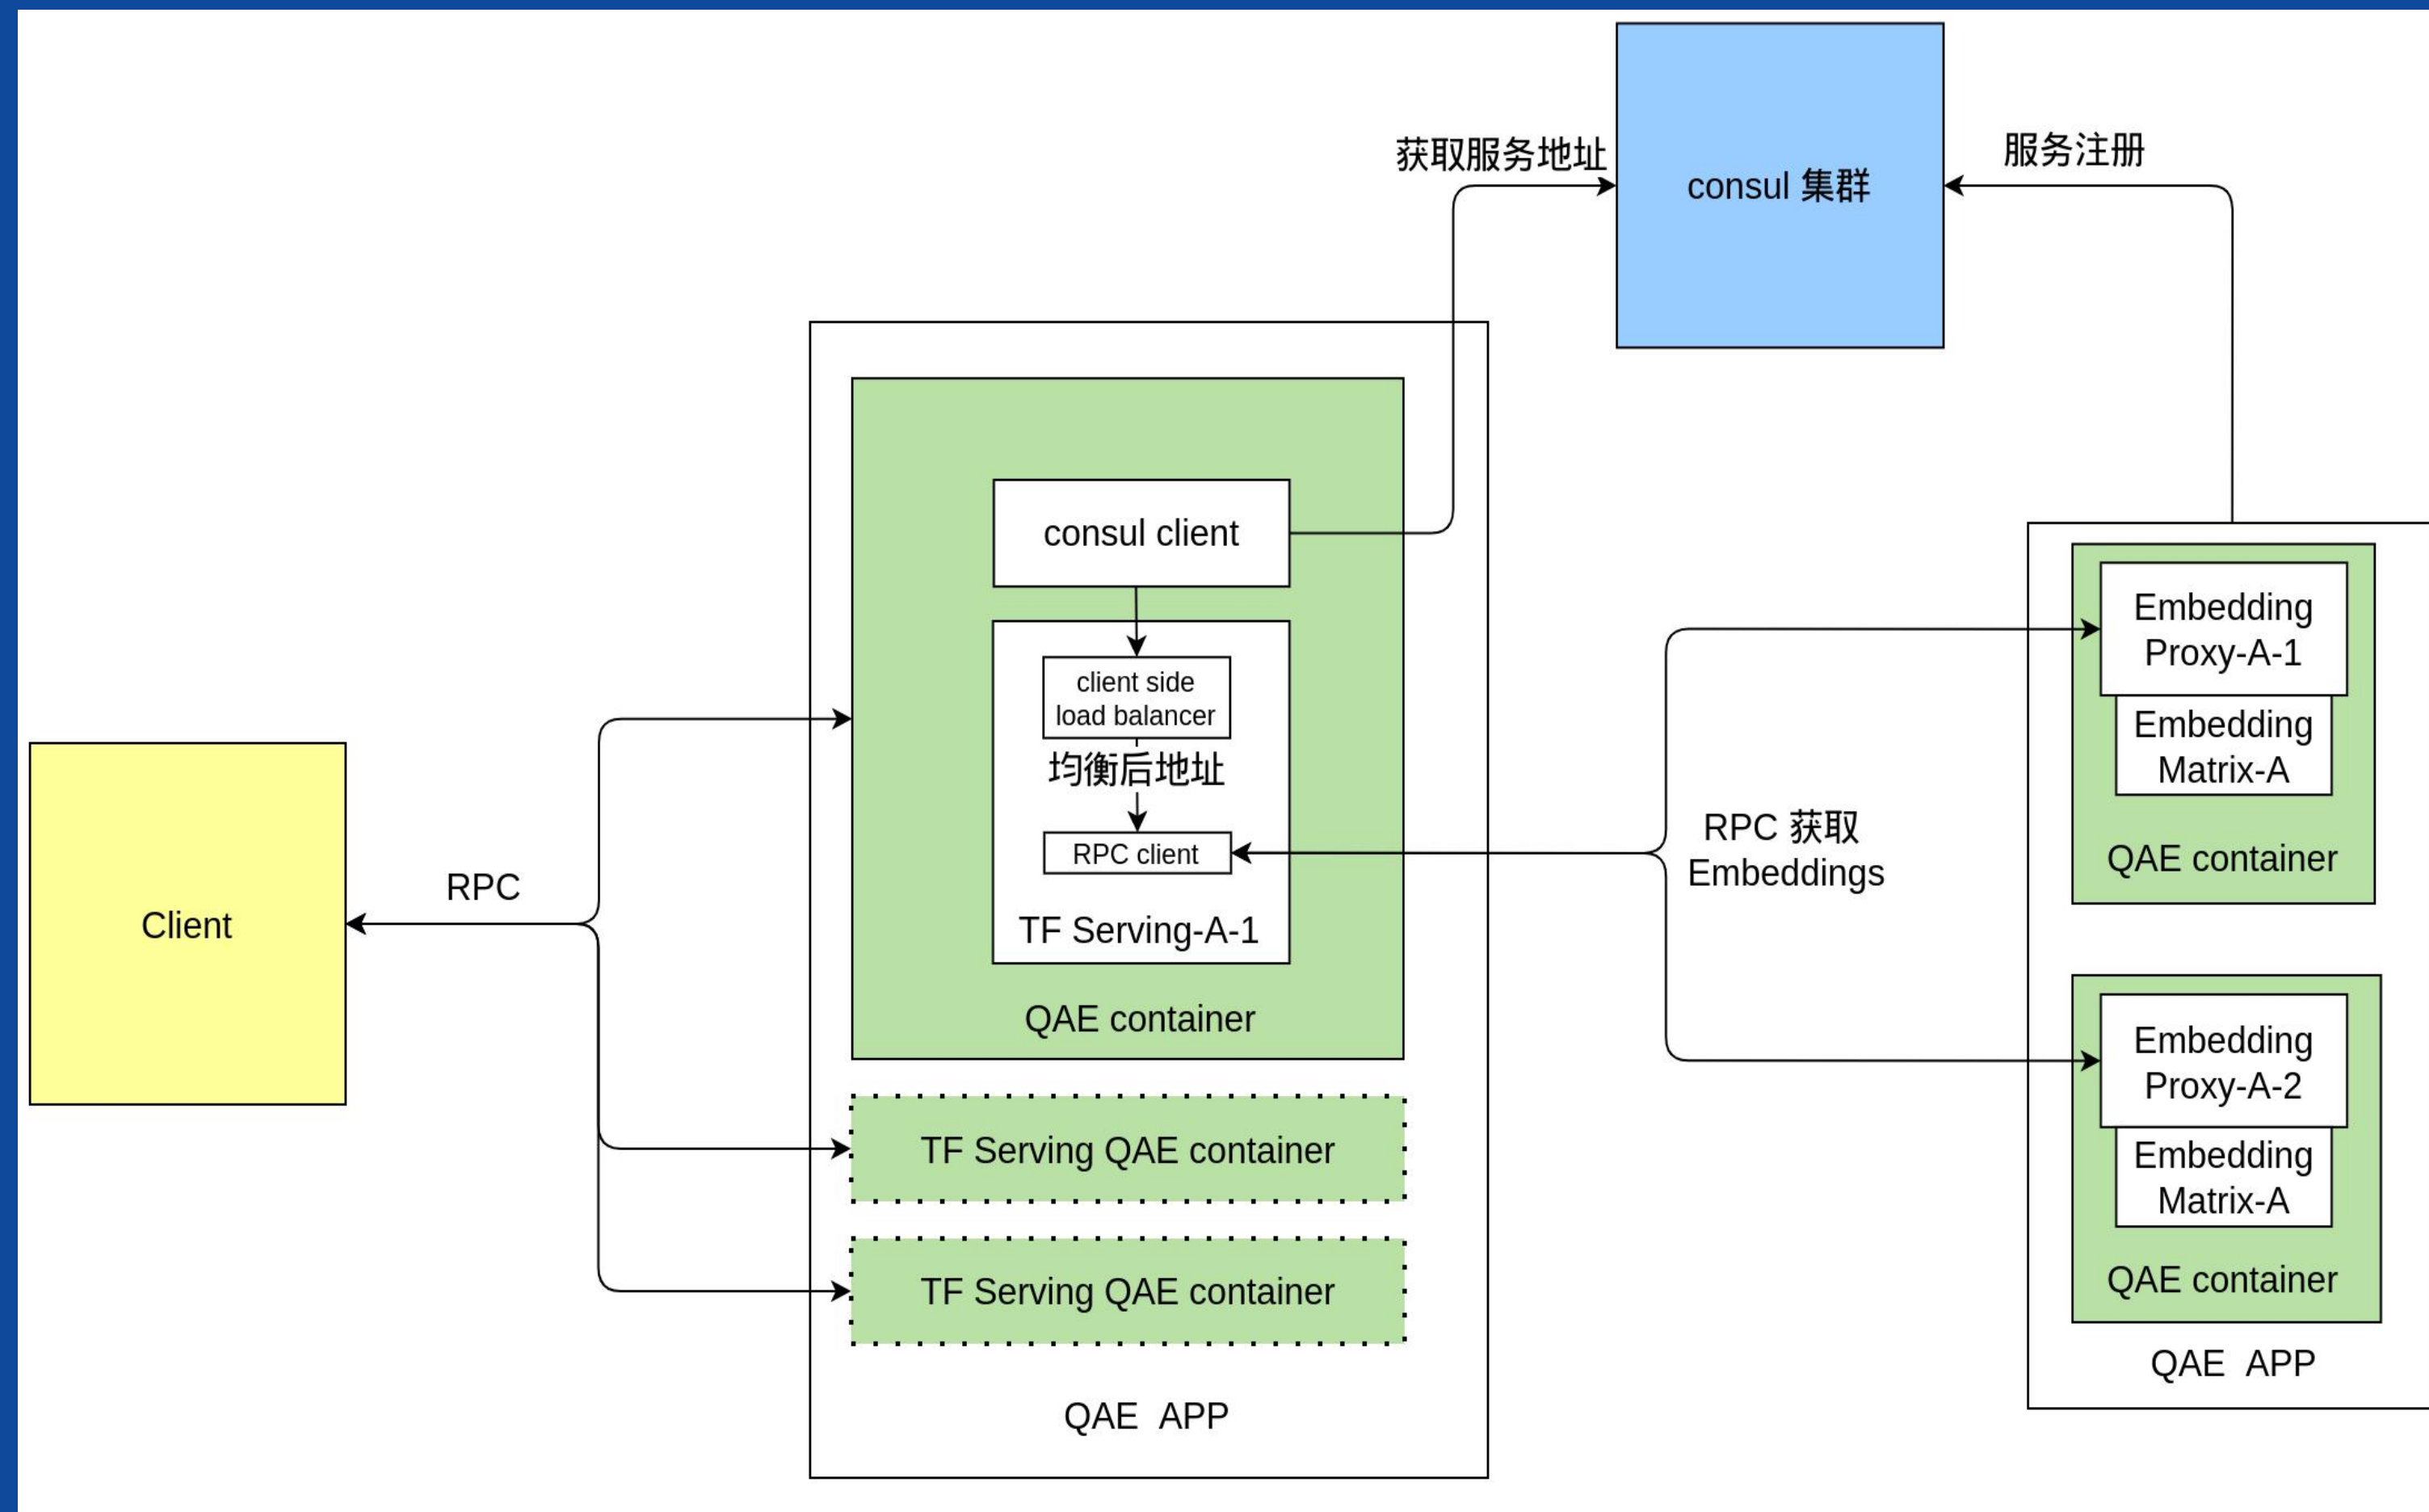 获取服务地址
服务注册
consul 集群
consul client
client side
load balancer
均衡后地址
RPC client
TF Serving-A-1
QAE container
TF Serving QAE container
TF Serving QAE container
QAE APP
Client
RPC
RPC 获取
Embeddings
Embedding
Proxy-A-1
Embedding
Matrix-A
QAE container
Embedding
Proxy-A-2
Embedding
Matrix-A
QAE container
QAE APP